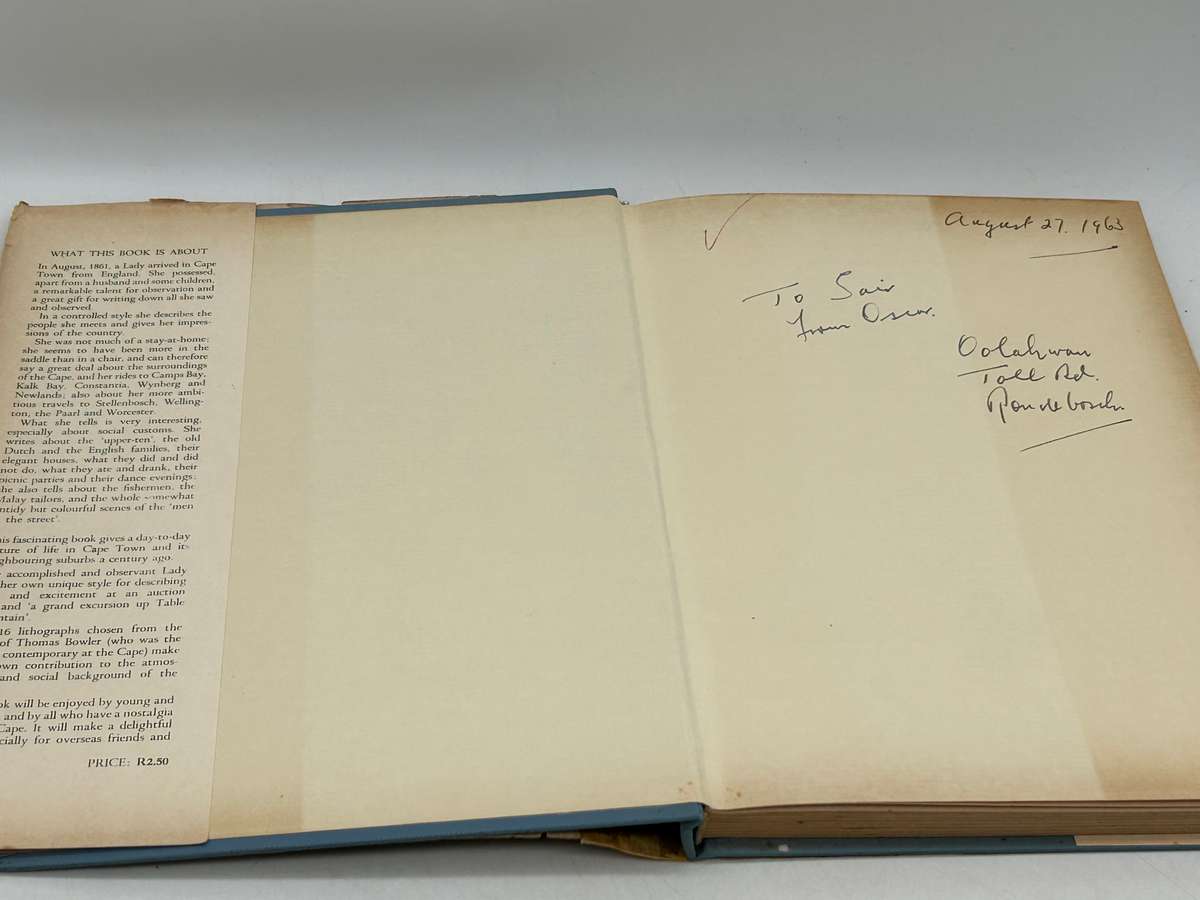 WHAT THIS BOOK IS ABOUT
In August, 1861, a Lady arrived in Cape
Town from England. She possessed,
apart from a husband and some children,
a remarkable talent for observation and
a great gift for writing down all she saw
and observed.
In a controlled style she describes the
people she meets and gives her impres-
sions of the country.
She was not much of a stay-at-home;
she seems to have been more in the
saddle than in a chair, and can therefore
say a great deal about the surroundings
of the Cape, and her rides to Camps Bay,
Kalk Bay, Constantia, Wynberg and
Newlands; also about her more ambi-
tious travels to Stellenbosch, Welling-
ton, the Paarl and Worcester.
What she tells is very interesting,
especially about social customs. She
writes about the 'upper-ten', the old
Dutch and the English families, their
elegant houses, what they did and did
not do, what they ate and drank, their
picnic parties and their dance evenings;
he also tells about the fishermen, the
Malay tailors, and the whole somewhat
ntidy but colourful scenes of the 'men
the street'.
his fascinating book gives a day-to-day
ture of life in Cape Town and its
ghbouring suburbs a century ago.
accomplished and observant Lady
her own unique style for describing
and excitement at an auction
and 'a grand excursion up Table
ntain'.
16 lithographs chosen from the
of Thomas Bowler (who was the
contemporary at the Cape) make
own contribution to the atmos-
and social background of the
ok will be enjoyed by young and
and by all who have a nostalgia
Cape. It will make a delightful
cially for overseas friends and
PRICE: R2.50
August 27. 1963
To
from Oscar.
Toll Rd.
Rondebosch